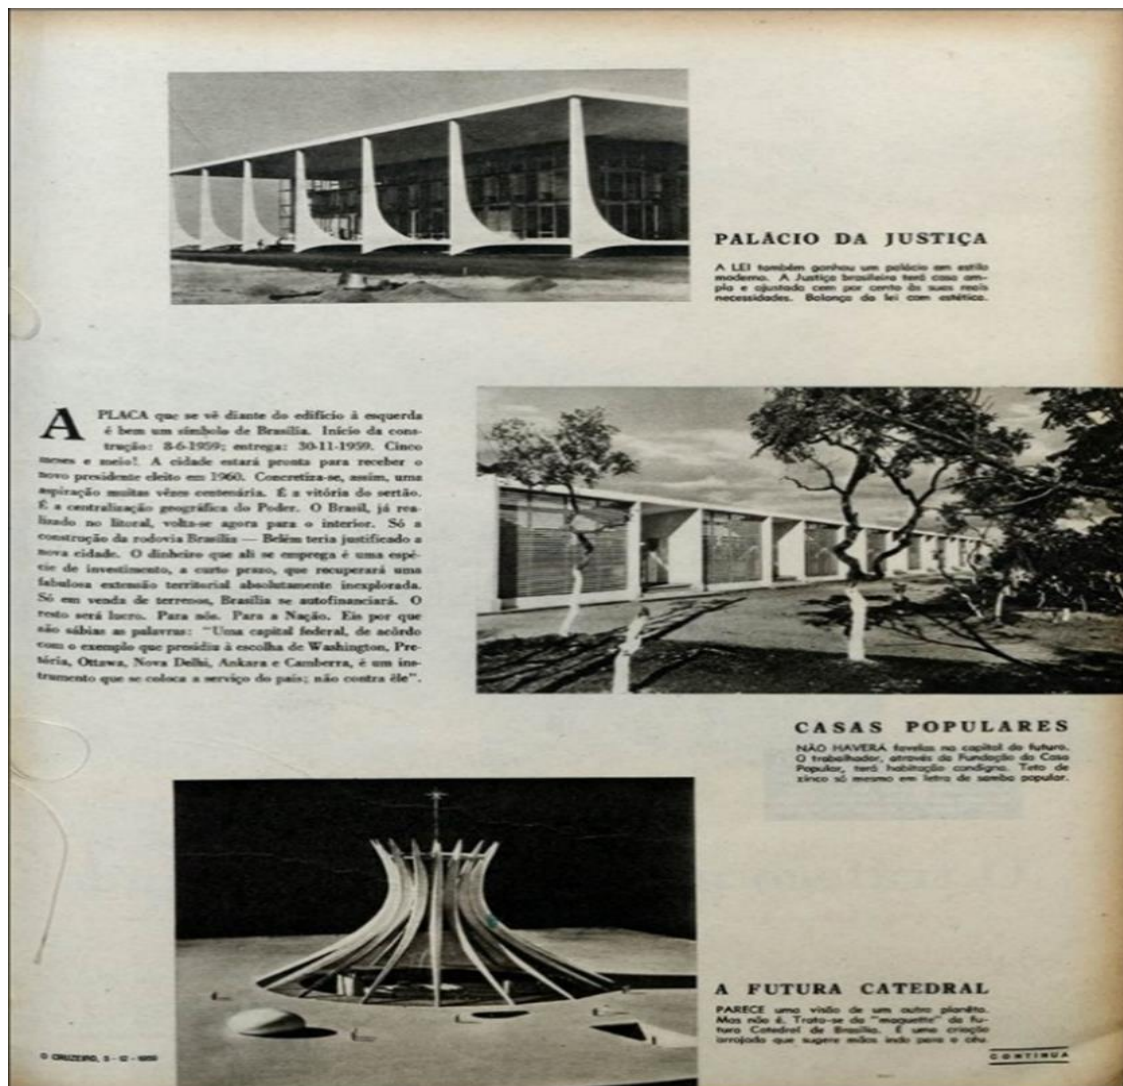 PALÁCIO DA JUSTIÇA
A LEI também ganhou um palácio em estilo
moderno. A Justiça brasileira terá casa am-
pla e ajustada cem por cento às suas reais
necessidades. Balança da lei com estética.
A PLACA que se vê diante do edifício à esquerda
é bem um símbolo de Brasília. Início da cons-
trução: 8-6-1959; entrega: 30-11-1959. Cinco
meses e meio! A cidade estará pronta para receber o
novo presidente eleito em 1960. Concretiza-se, assim, uma
aspiração muitas vêzes centenária. É a vitória do sertão.
É a centralização geográfica do Poder. O Brasil, já rea-
lizado no litoral, volta-se agora para o interior. Só a
construção da rodovia Brasília — Belém teria justificado a
nova cidade. O dinheiro que ali se emprega é uma espé-
cie de investimento, a curto prazo, que recuperará uma
fabulosa extensão territorial absolutamente inexplorada.
Só em venda de terrenos, Brasília se autofinanciará. O
resto será lucro. Para nós. Para a Nação. Eis por que
são sábias as palavras: "Uma capital federal, de acôrdo
com o exemplo que presidiu à escolha de Washington, Pre-
tória, Ottawa, Nova Delhi, Ankara e Camberra, é um ins-
trumento que se coloca a serviço do país; não contra êle".
CASAS POPULARES
NÃO HAVERÁ favelas na capital do futuro.
O trabalhador, através da Fundação da Casa
Popular, terá habitação condigna. Teto de
zinco só mesmo em letra de samba popular.
A FUTURA CATEDRAL
PARECE uma visão de um outro planêta.
Mas não é. Trata-se da "maquette" da fu-
tura Catedral de Brasília. É uma criação
arrojada que sugere mãos indo para o céu.
O CRUZEIRO, 5-12-1959
CONTINUA